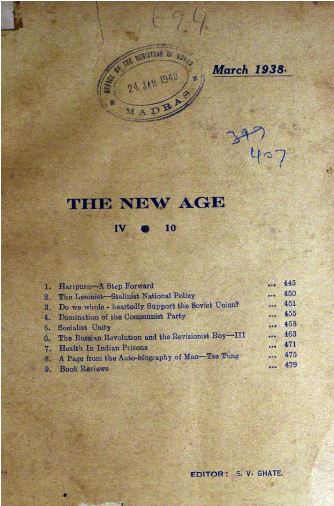 694
OFFICE OF THE REGISTRAR OF BOOKS
24 JAN 1940
MADRAS
March 1938.
399
407
THE NEW AGE
IV ● 10
1. Haripura—A Step Forward ... 445
2. The Leninist—Stalinist National Policy ... 450
3. Do we whole-heartedly Support the Soviet Union? ... 451
4. Domination of the Communist Party ... 455
5. Socialist Unity ... 458
6. The Russian Revolution and the Revisionist Roy—III ... 463
7. Health In Indian Prisons ... 471
8. A Page from the Auto-biography of Mao—Tse Tung ... 475
9. Book Reviews ... 479
EDITOR: S. V. GHATE.